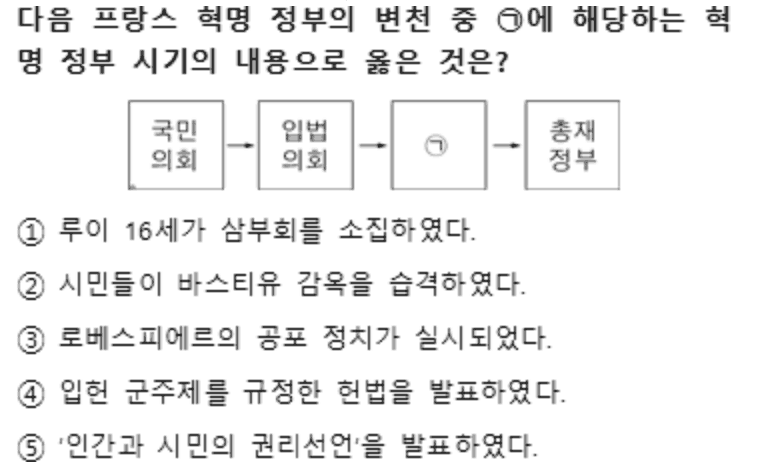 다음 프랑스 혁명 정부의 변천 중 ㉠에 해당하는 혁
명 정부 시기의 내용으로 옳은 것은?
국민 의회 → 입법 의회 → ㉠ → 총재 정부
① 루이 16세가 삼부회를 소집하였다.
② 시민들이 바스티유 감옥을 습격하였다.
③ 로베스피에르의 공포 정치가 실시되었다.
④ 입헌 군주제를 규정한 헌법을 발표하였다.
⑤ ‘인간과 시민의 권리선언’을 발표하였다.